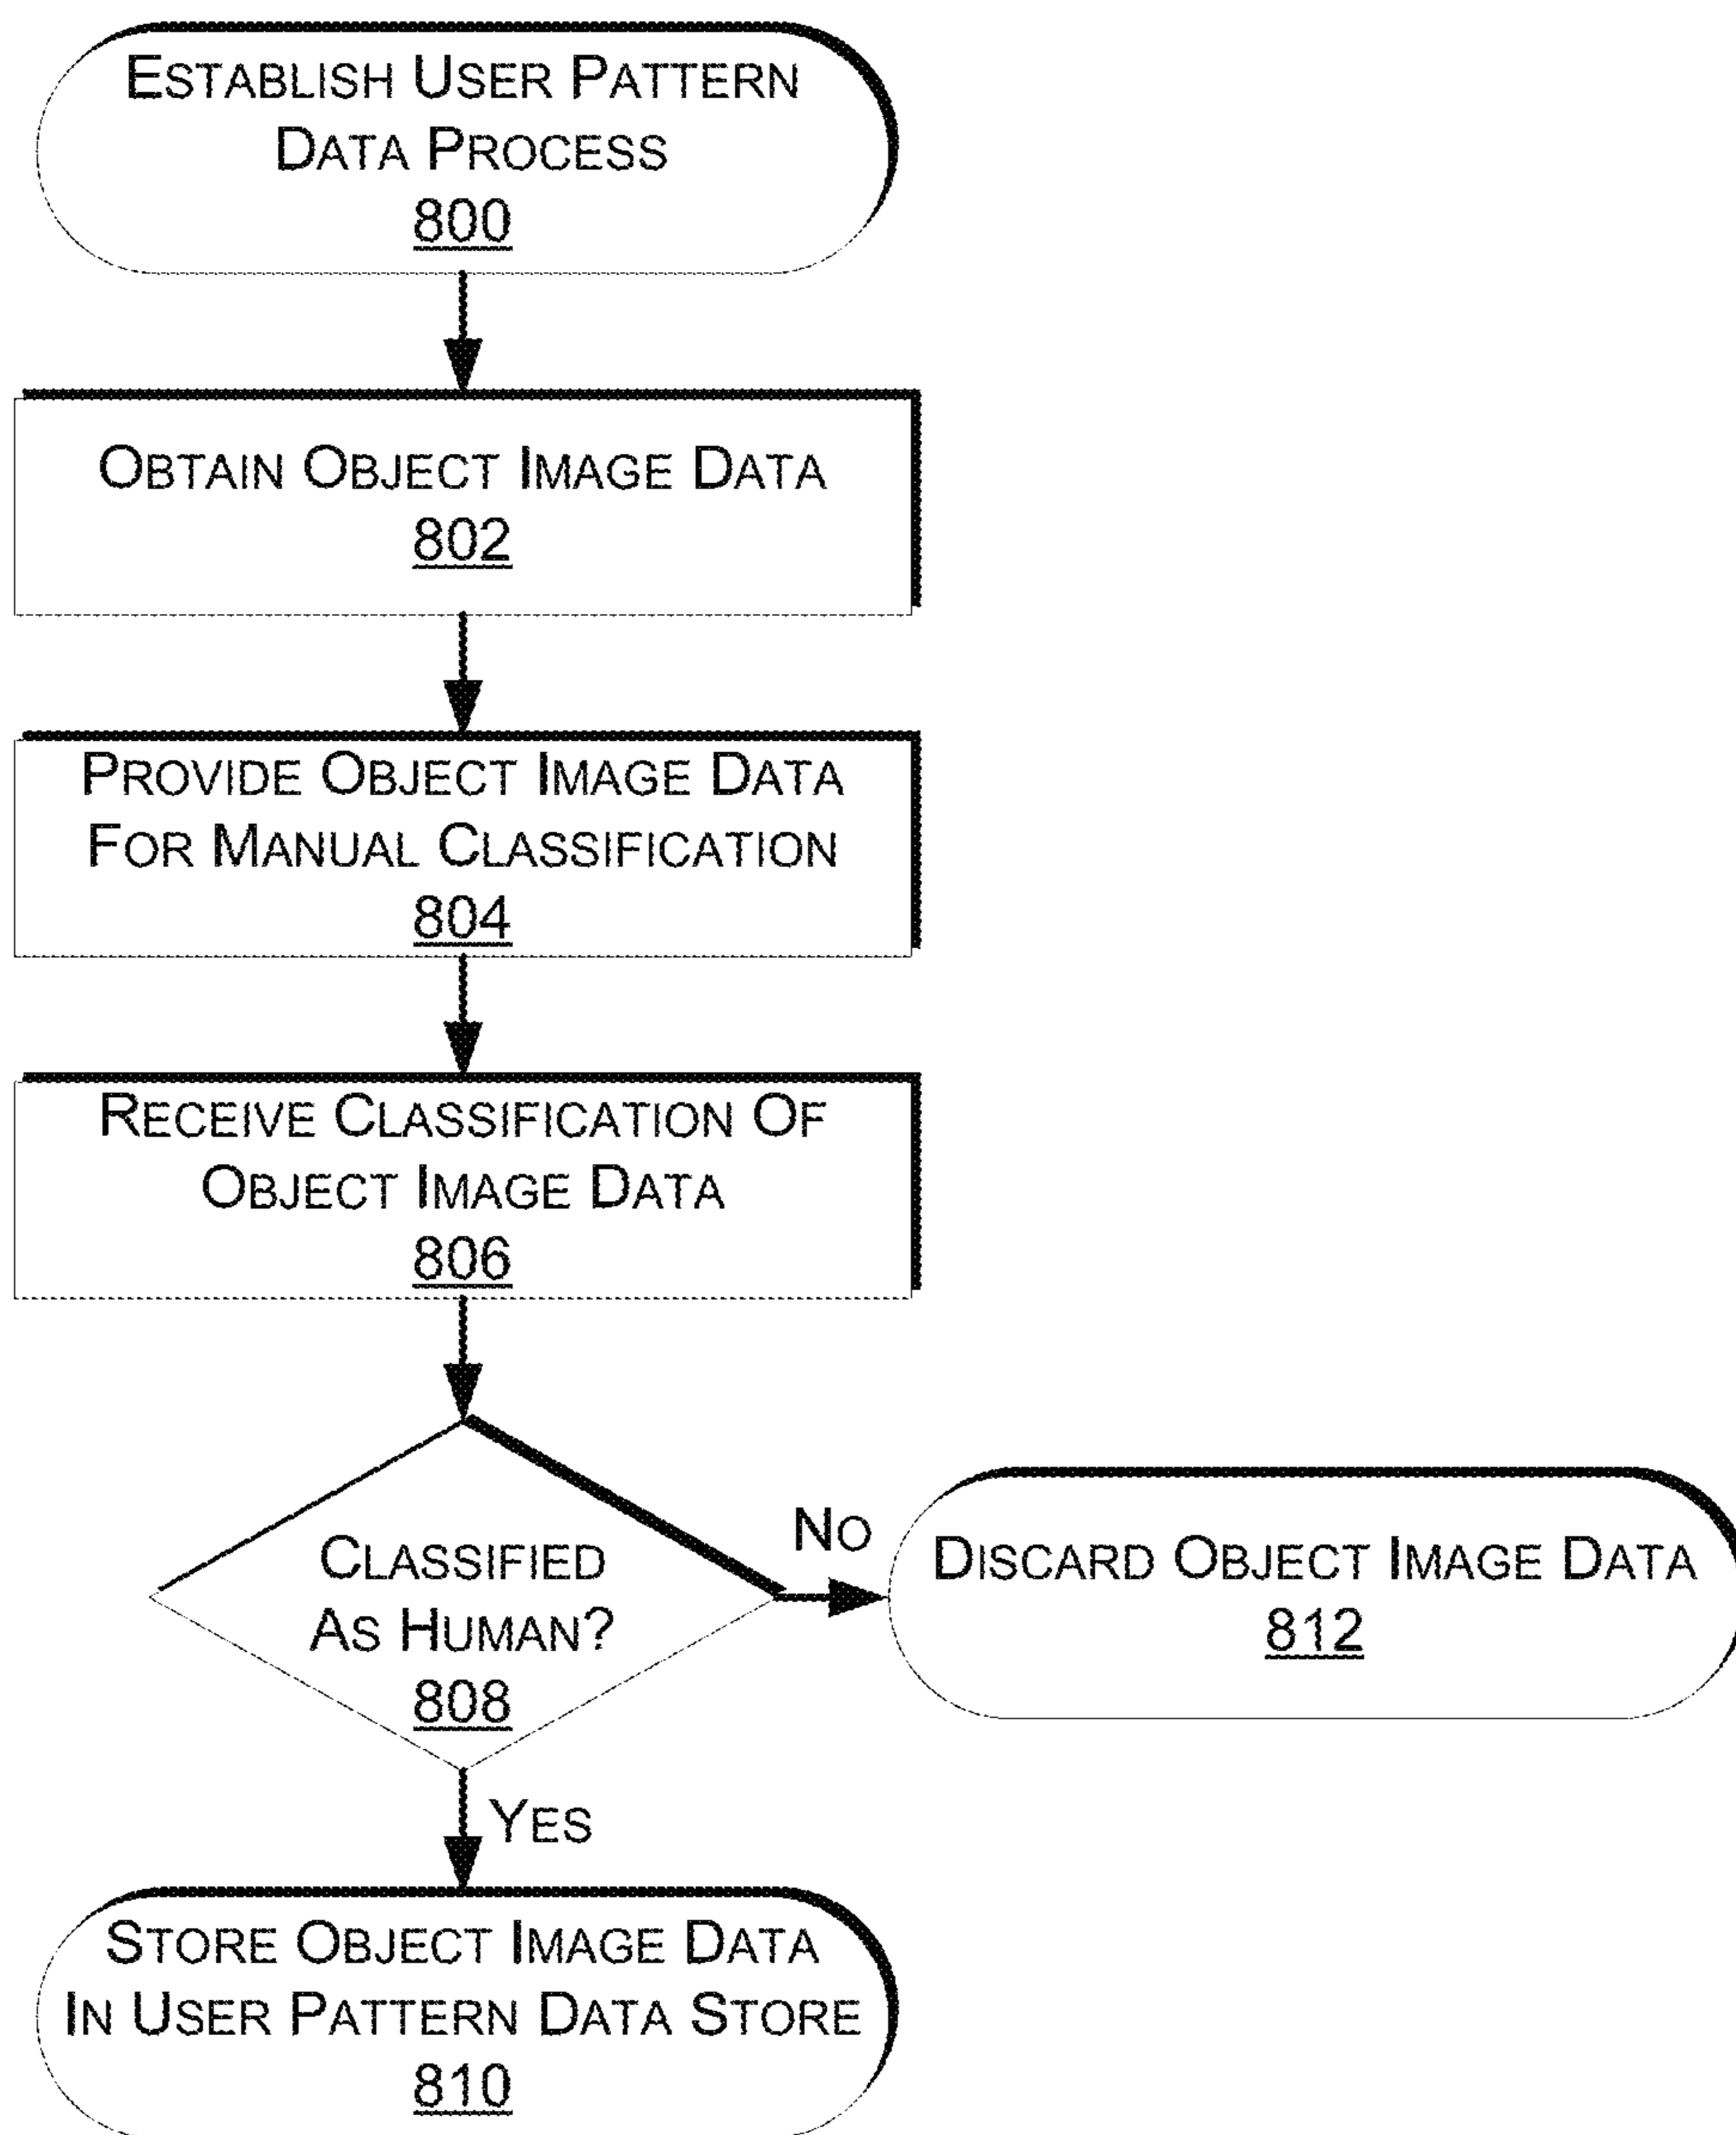 ESTABLISH USER PATTERN
DATA PROCESS
800
OBTAIN OBJECT IMAGE DATA
802
PROVIDE OBJECT IMAGE DATA
FOR MANUAL CLASSIFICATION
804
RECEIVE CLASSIFICATION OF
OBJECT IMAGE DATA
806
CLASSIFIED
AS HUMAN?
808
NO
DISCARD OBJECT IMAGE DATA
812
YES
STORE OBJECT IMAGE DATA
IN USER PATTERN DATA STORE
810